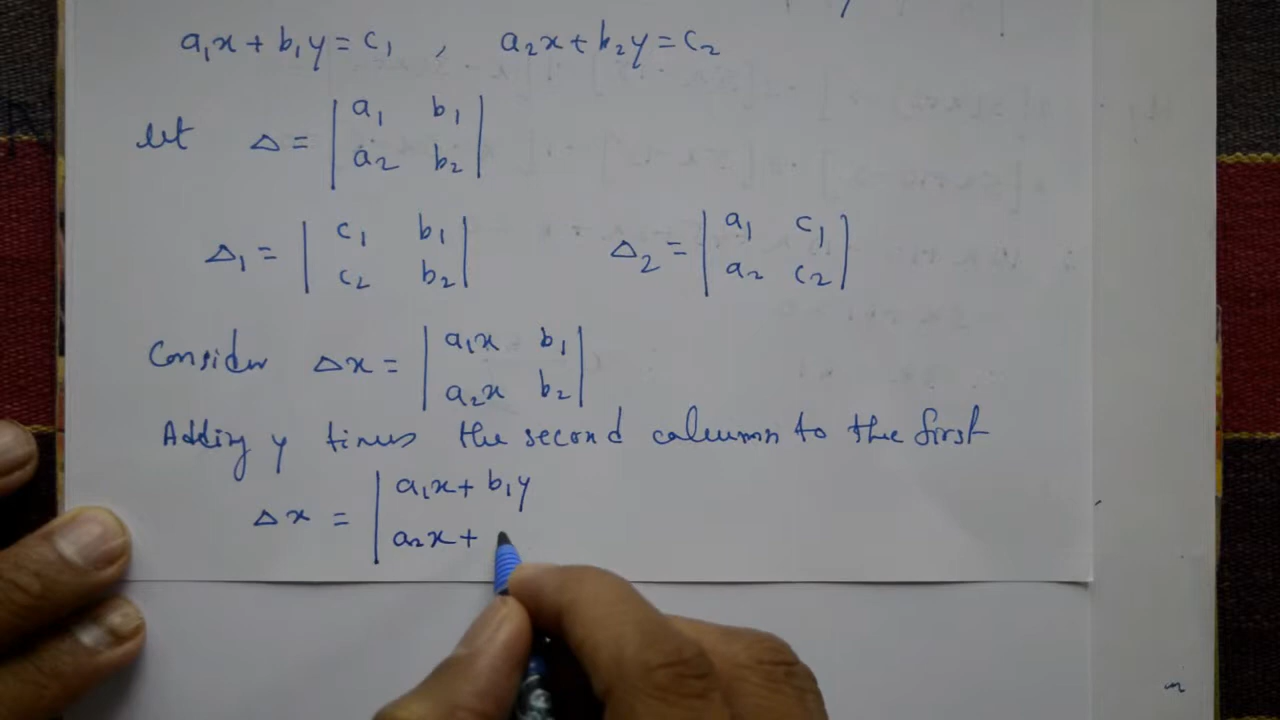 a₁x + b₁y = c₁ , a₂x + b₂y = c₂
let Δ = | a₁ b₁ |
| a₂ b₂ |
Δ₁ = | c₁ b₁ | Δ₂ = | a₁ c₁ |
| c₂ b₂ | | a₂ c₂ |
Consider Δx = | a₁x b₁ |
| a₂x b₂ |
Adding y times the second column to the first
Δx = | a₁x + b₁y
| a₂x +